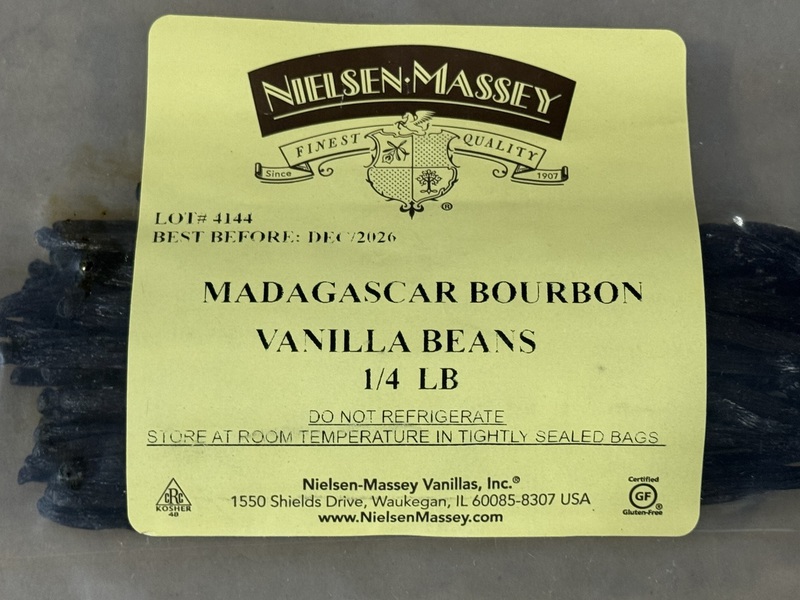 NIELSEN·MASSEY
FINEST QUALITY
Since 1907
®
LOT# 4144
BEST BEFORE: DEC/2026
MADAGASCAR BOURBON
VANILLA BEANS
1/4 LB
DO NOT REFRIGERATE
STORE AT ROOM TEMPERATURE IN TIGHTLY SEALED BAGS
CRC
KOSHER
48
Nielsen-Massey Vanillas, Inc.®
1550 Shields Drive, Waukegan, IL 60085-8307 USA
www.NielsenMassey.com
Certified
GF
®
Gluten-Free